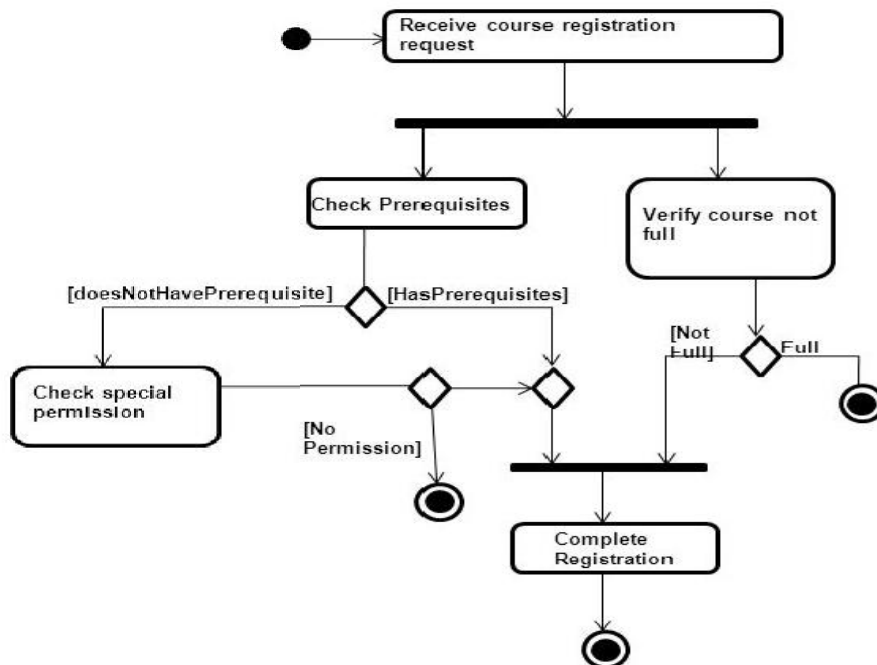 Receive course registration
request
Check Prerequisites
Verify course not
full
[doesNotHavePrerequisite]
[HasPrerequisites]
[Not
Full]
Full
Check special
permission
[No
Permission]
Complete
Registration